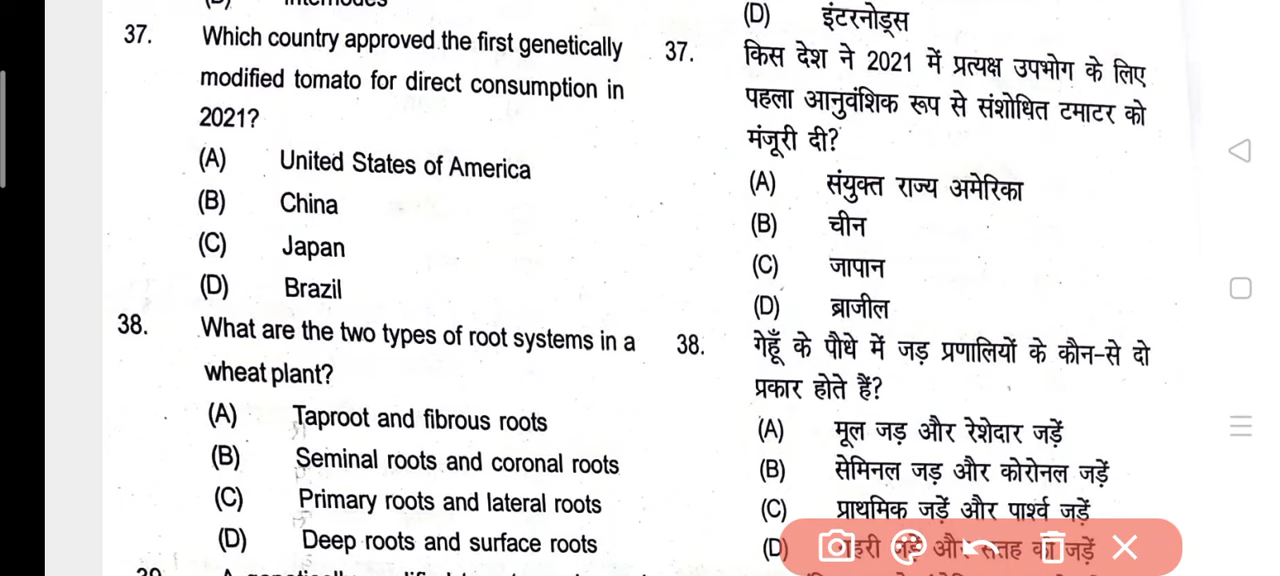 37. Which country approved the first genetically
modified tomato for direct consumption in
2021?
(A) United States of America
(B) China
(C) Japan
(D) Brazil
38. What are the two types of root systems in a
wheat plant?
(A) Taproot and fibrous roots
(B) Seminal roots and coronal roots
(C) Primary roots and lateral roots
(D) Deep roots and surface roots
(D) इंटरनोड्स
37. किस देश ने 2021 में प्रत्यक्ष उपभोग के लिए
पहला आनुवंशिक रूप से संशोधित टमाटर को
मंजूरी दी?
(A) संयुक्त राज्य अमेरिका
(B) चीन
(C) जापान
(D) ब्राजील
38. गेहूँ के पौधे में जड़ प्रणालियों के कौन-से दो
प्रकार होते हैं?
(A) मूल जड़ और रेशेदार जड़ें
(B) सेमिनल जड़ और कोरोनल जड़ें
(C) प्राथमिक जड़ें और पार्श्व जड़ें
(D) जड़ें